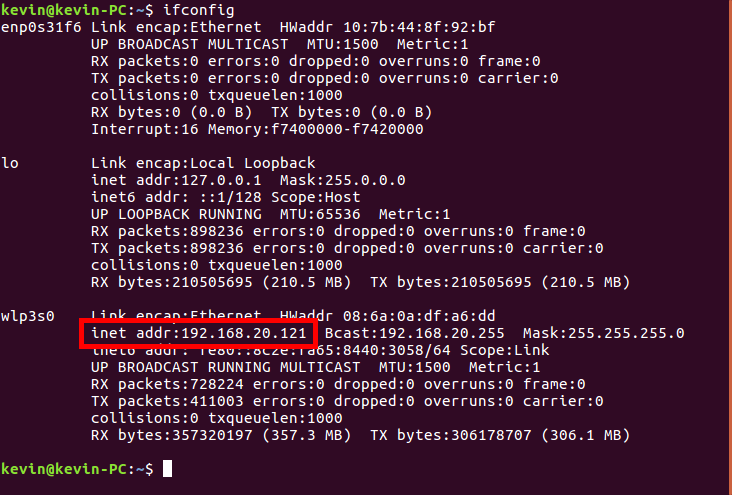 kevin@kevin-PC:~$ ifconfig
enp0s31f6 Link encap:Ethernet  HWaddr 10:7b:44:8f:92:bf
          UP BROADCAST MULTICAST  MTU:1500  Metric:1
          RX packets:0 errors:0 dropped:0 overruns:0 frame:0
          TX packets:0 errors:0 dropped:0 overruns:0 carrier:0
          collisions:0 txqueuelen:1000
          RX bytes:0 (0.0 B)  TX bytes:0 (0.0 B)
          Interrupt:16 Memory:f7400000-f7420000
lo        Link encap:Local Loopback
          inet addr:127.0.0.1  Mask:255.0.0.0
          inet6 addr: ::1/128 Scope:Host
          UP LOOPBACK RUNNING  MTU:65536  Metric:1
          RX packets:898236 errors:0 dropped:0 overruns:0 frame:0
          TX packets:898236 errors:0 dropped:0 overruns:0 carrier:0
          collisions:0 txqueuelen:1000
          RX bytes:210505695 (210.5 MB)  TX bytes:210505695 (210.5 MB)
wlp3s0    Link encap:Ethernet  HWaddr 08:6a:0a:df:a6:dd
          inet addr:192.168.20.121  Bcast:192.168.20.255  Mask:255.255.255.0
          inet6 addr: Scope:Link
          UP BROADCAST RUNNING MULTICAST  MTU:1500  Metric:1
          RX packets:728224 errors:0 dropped:0 overruns:0 frame:0
          TX packets:411003 errors:0 dropped:0 overruns:0 carrier:0
          collisions:0 txqueuelen:1000
          RX bytes:357320197 (357.3 MB)  TX bytes:306178707 (306.1 MB)
kevin@kevin-PC:~$